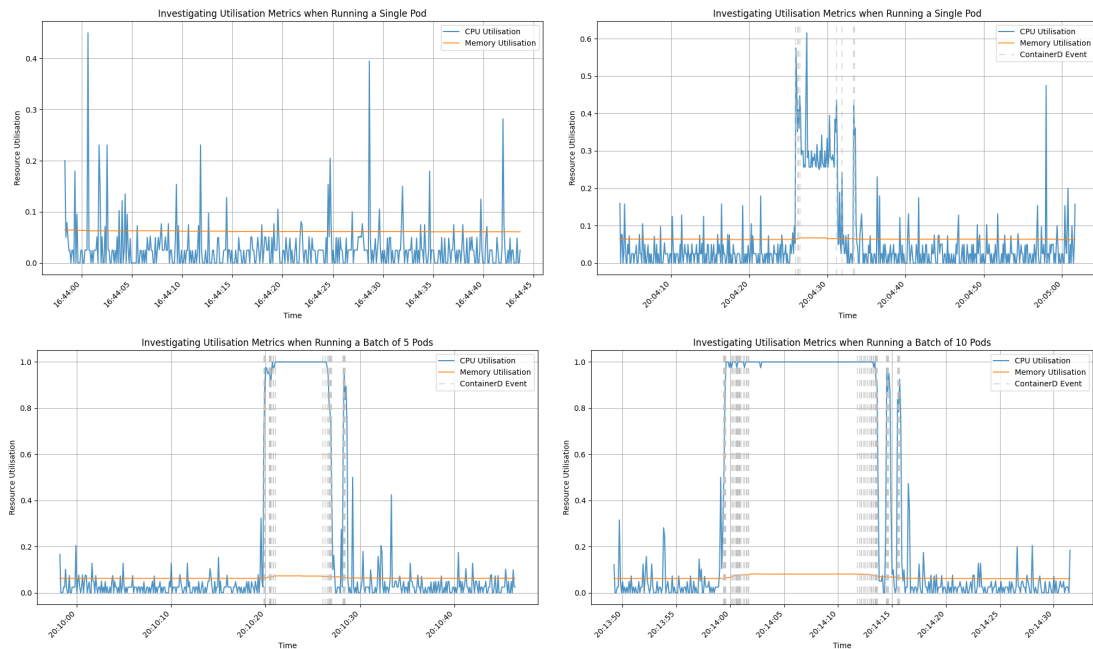 Investigating Utilisation Metrics when Running a Single Pod
CPU Utilisation
Memory Utilisation
0.4
0.3
0.2
0.1
0.0
Resource Utilisation
16:44:00
16:44:05
16:44:10
16:44:15
16:44:20
16:44:25
16:44:30
16:44:35
16:44:40
16:44:45
Time
Investigating Utilisation Metrics when Running a Single Pod
CPU Utilisation
Memory Utilisation
ContainerD Event
0.6
0.5
0.4
0.3
0.2
0.1
0.0
Resource Utilisation
20:04:10
20:04:20
20:04:30
20:04:40
20:04:50
20:05:00
Time
Investigating Utilisation Metrics when Running a Batch of 5 Pods
CPU Utilisation
Memory Utilisation
ContainerD Event
1.0
0.8
0.6
0.4
0.2
0.0
Resource Utilisation
20:10:00
20:10:10
20:10:20
20:10:30
20:10:40
Time
Investigating Utilisation Metrics when Running a Batch of 10 Pods
CPU Utilisation
Memory Utilisation
ContainerD Event
1.0
0.8
0.6
0.4
0.2
0.0
Resource Utilisation
20:13:50
20:13:55
20:14:00
20:14:05
20:14:10
20:14:15
20:14:20
20:14:25
20:14:30
Time